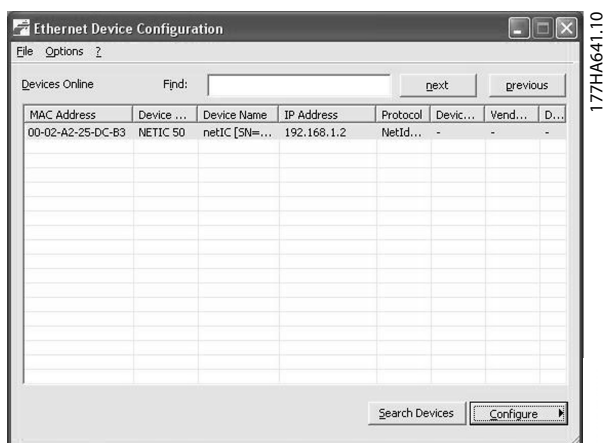 Ethernet Device Configuration
File Options ?
Devices Online Find: next previous
MAC Address Device ... Device Name IP Address Protocol Devic... Vend... D...
00-02-A2-25-DC-B3 NETIC 50 netIC [SN=... 192.168.1.2 NetId... - - -
Search Devices Configure
177HA641.10